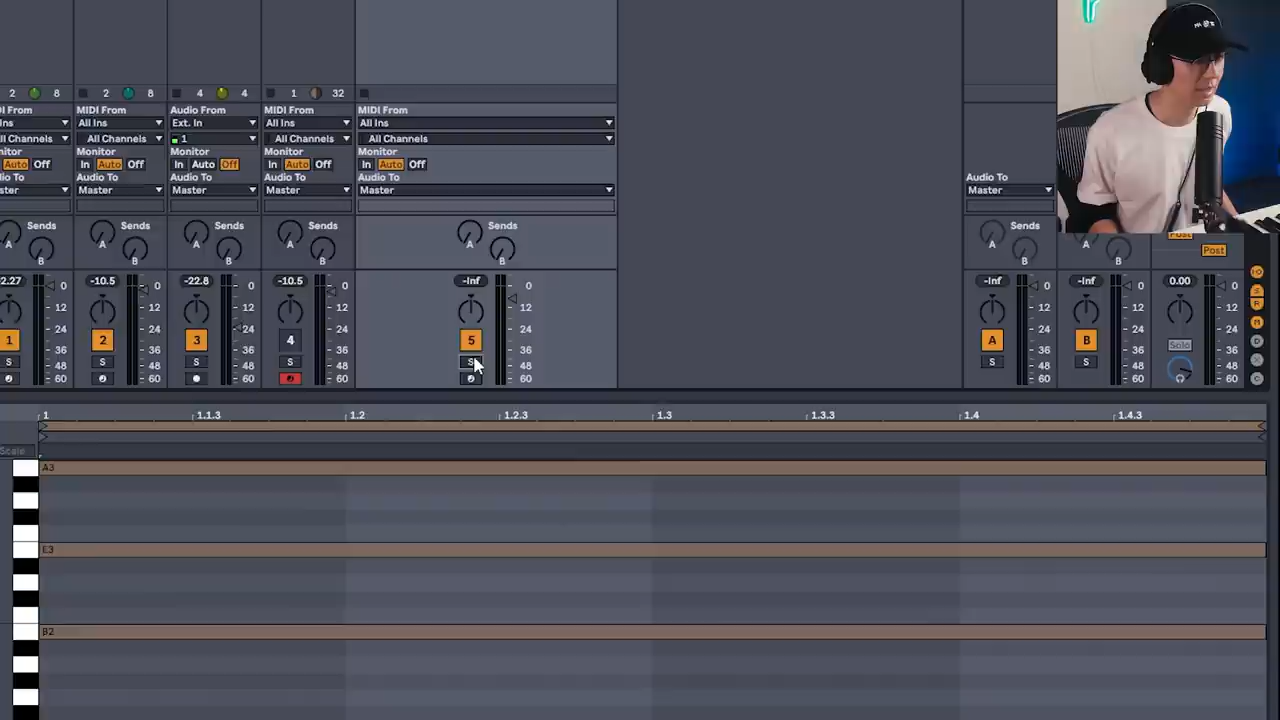 2 8 2 8 4 4 1 32
MIDI From MIDI From Audio From MIDI From MIDI From
All Ins All Ins Ext. In All Ins All Ins
All Channels All Channels 1 All Channels All Channels
Monitor Monitor Monitor Monitor Monitor
Auto Off In Auto Off In Auto Off In Auto Off In Auto Off
Audio To Audio To Audio To Audio To Audio To Audio To
Master Master Master Master Master Master
Sends Sends Sends Sends Sends
A A A A A A
B B B B B B B
Post
Post
-10.5 -22.8 -10.5 -Inf -Inf -Inf 0.00
0 0 0 0 0 0 0 0
12 12 12 12 12 12 12 12
24 24 24 24 24 24 24 24
1 2 3 4 5 A B
36 36 36 36 36 36 36 36
Solo
S S S S S S S
48 48 48 48 48 48 48 48
60 60 60 60 60 60 60 60
1 1.1.3 1.2 1.2.3 1.3 1.3.3 1.4 1.4.3
Scale
A3
E3
B2